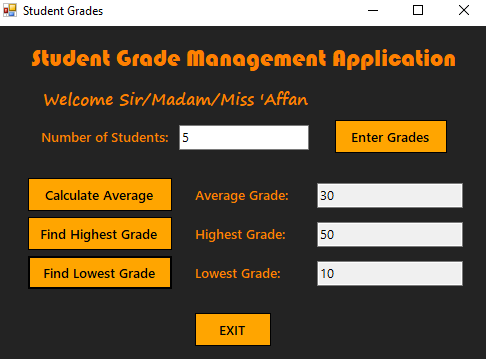 Student Grades
Student Grade Management Application
Welcome Sir/Madam/Miss 'Affan
Number of Students: 5 Enter Grades
Calculate Average Average Grade: 30
Find Highest Grade Highest Grade: 50
Find Lowest Grade Lowest Grade: 10
EXIT